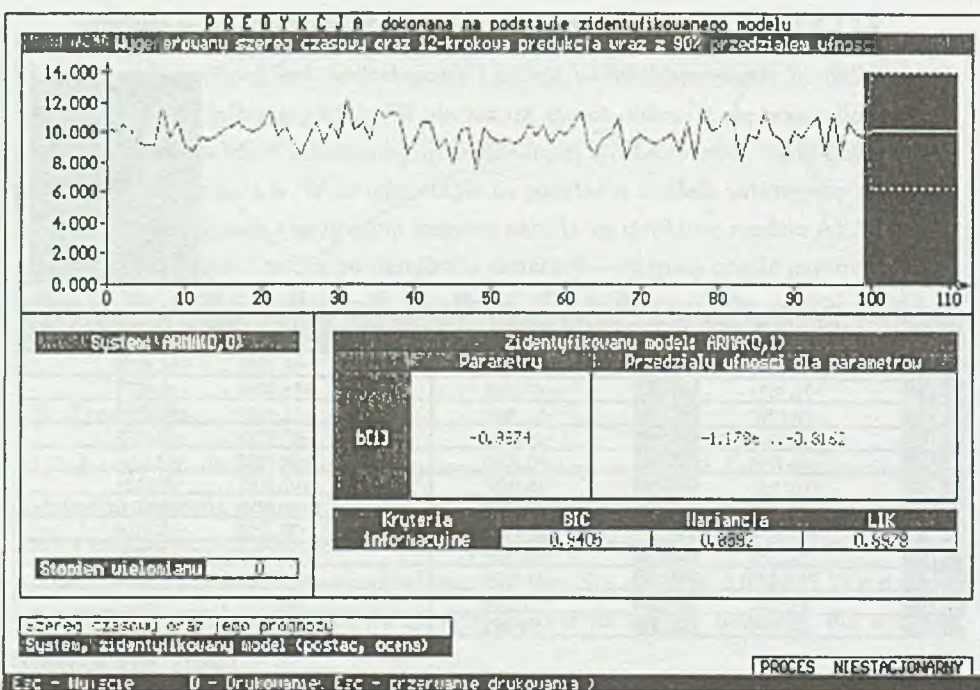 P R E D Y K C J A dokonana na podstawie zidentyfikowanego modelu
Wygenerowany szereg czasowy oraz 12-krokowa predykcja wraz z 90% przedzialem ufnosci
14.000
12.000
10.000
8.000
6.000
4.000
2.000
0.000
0 10 20 30 40 50 60 70 80 90 100 110
System: ARMA(0,0)
Zidentyfikowany model: ARMA(0,1)
Parametry Przedzialy ufnosci dla parametrow
b[1] -1.1786 ..-0.8162
Kryteria informacyjne BIC Wariancja LIK
Stopien wielomianu 0
szereg czasowy oraz jego prognozy
System, zidentyfikowany model (postac, ocena)
PROCES NIESTACJONARNY
Esc - Wyjscie D - Drukowanie( Esc - przerwanie drukowania )